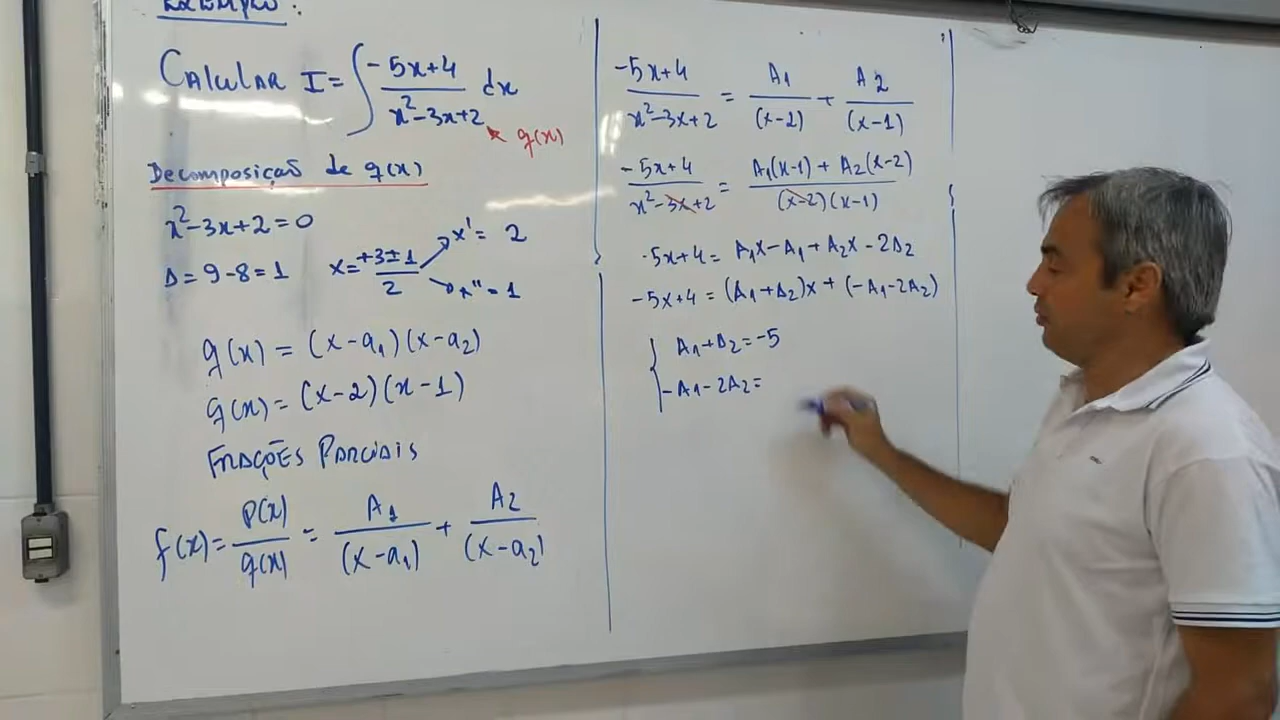 EXEMPLO:
CALCULAR I = ∫ -5x+4 / x²-3x+2 dx
q(x)
Decomposição de q(x)
x²-3x+2=0
Δ = 9-8 = 1 x = +3±1 / 2 x' = 2
x'' = 1
q(x) = (x-a₁)(x-a₂)
q(x) = (x-2)(x-1)
FRAÇÕES PARCIAIS
f(x) = p(x)/q(x) = A₁/(x-a₁) + A₂/(x-a₂)
-5x+4 / x²-3x+2 = A₁/(x-2) + A₂/(x-1)
-5x+4 / x²-3x+2 = A₁(x-1) + A₂(x-2) / (x-2)(x-1)
-5x+4 = A₁x-A₁+A₂x-2A₂
-5x+4 = (A₁+A₂)x + (-A₁-2A₂)
{ A₁+A₂=-5
-A₁-2A₂=